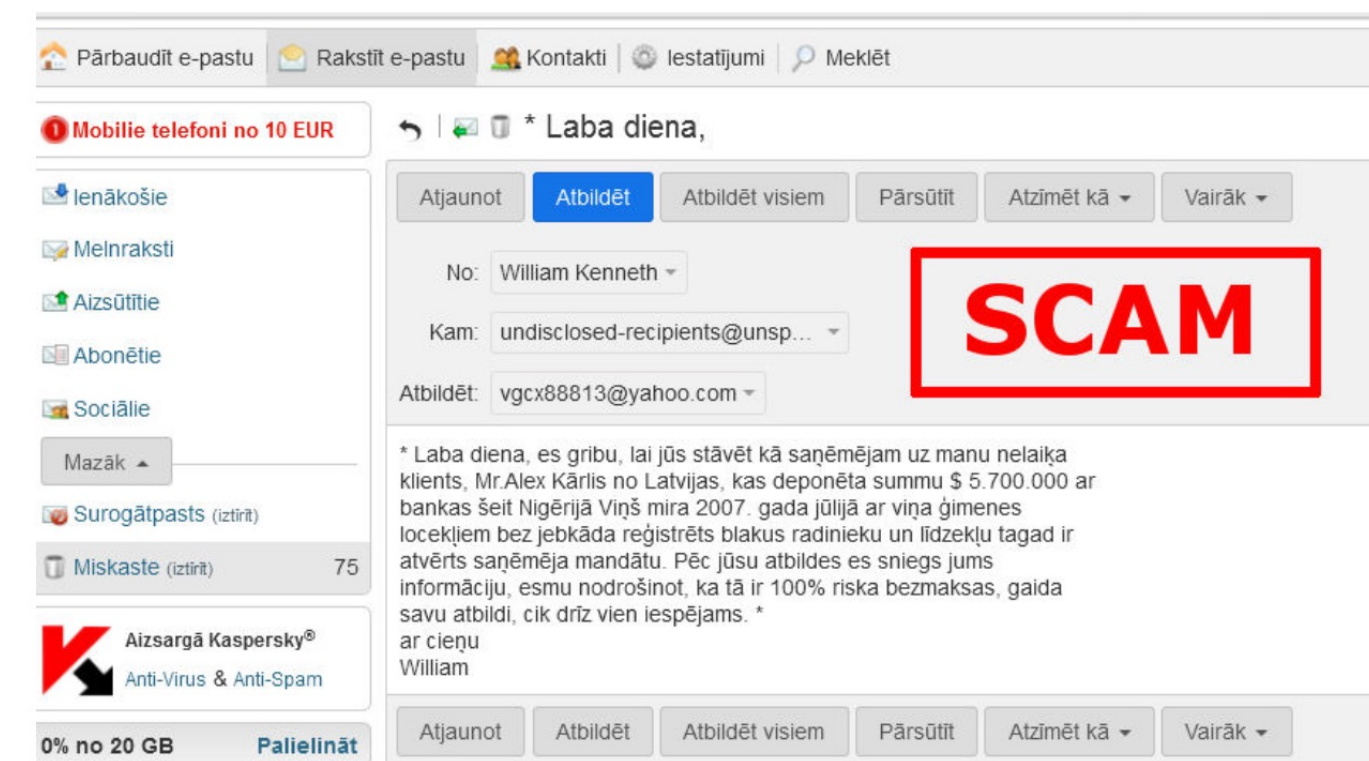 Pārbaudīt e-pastu Rakstīt e-pastu Kontakti Iestatījumi Meklēt
1 Mobilie telefoni no 10 EUR
Ienākošie
Melnraksti
Aizsūtītie
Abonētie
Sociālie
Mazāk
Surogātpasts (iztīrīt)
Miskaste (iztīrīt) 75
Aizsargā Kaspersky®
Anti-Virus & Anti-Spam
0% no 20 GB Palielināt
* Laba diena,
Atjaunot Atbildēt Atbildēt visiem Pārsūtīt Atzīmēt kā Vairāk
No: William Kenneth
Kam: undisclosed-recipients@unsp...
Atbildēt: vgcx88813@yahoo.com
SCAM
* Laba diena, es gribu, lai jūs stāvēt kā saņēmējam uz manu nelaiķa
klients, Mr.Alex Kārlis no Latvijas, kas deponēta summu $ 5.700.000 ar
bankas šeit Nigērijā Viņš mira 2007. gada jūlijā ar viņa ģimenes
locekļiem bez jebkāda reģistrēts blakus radinieku un līdzekļu tagad ir
atvērts saņēmēja mandātu. Pēc jūsu atbildes es sniegs jums
informāciju, esmu nodrošinot, ka tā ir 100% riska bezmaksas, gaida
savu atbildi, cik drīz vien iespējams. *
ar cieņu
William
Atjaunot Atbildēt Atbildēt visiem Pārsūtīt Atzīmēt kā Vairāk